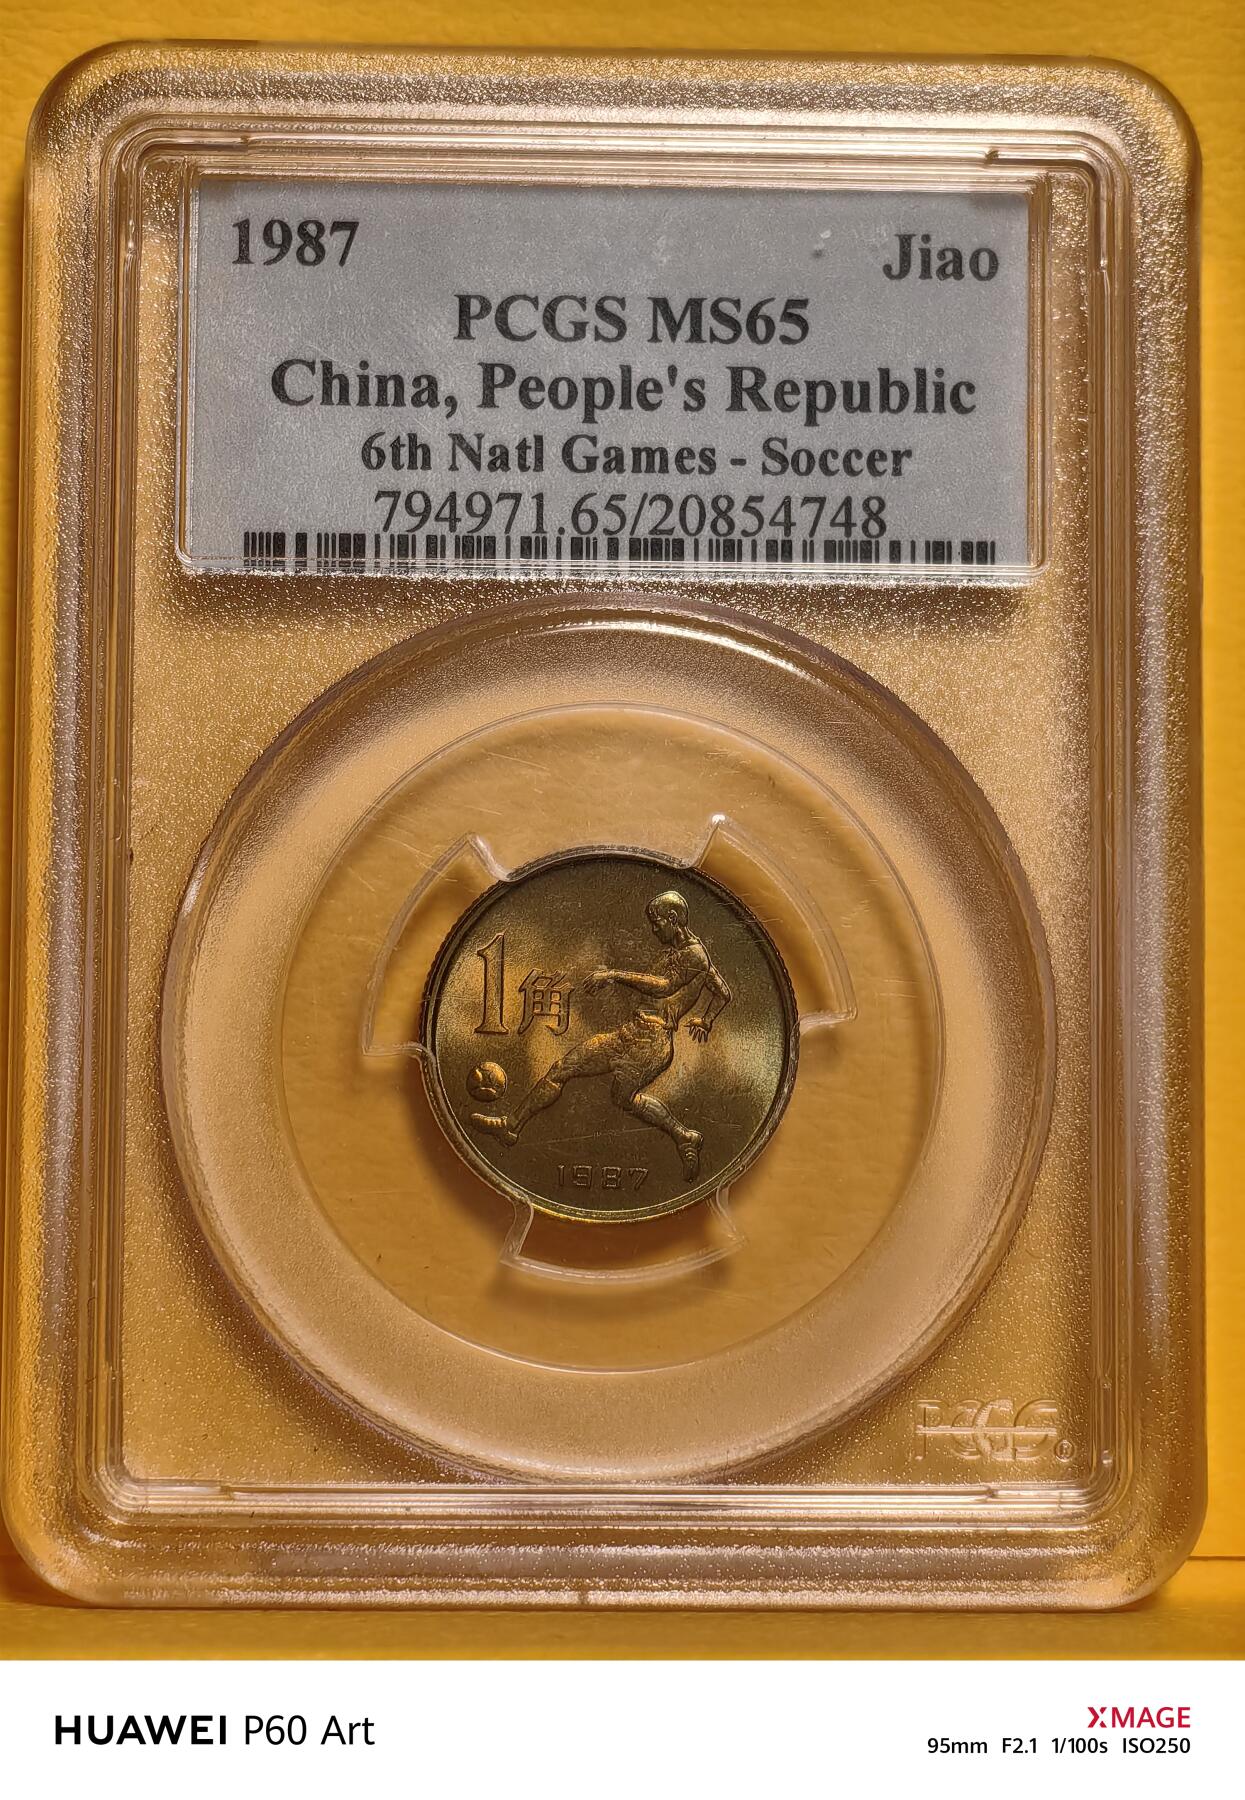 1987 Jiao
PCGS MS65
China, People's Republic
6th Natl Games - Soccer
794971.65/20854748
1角
1987
PCGS®
HUAWEI P60 Art
XMAGE
95mm F2.1 1/100s ISO250